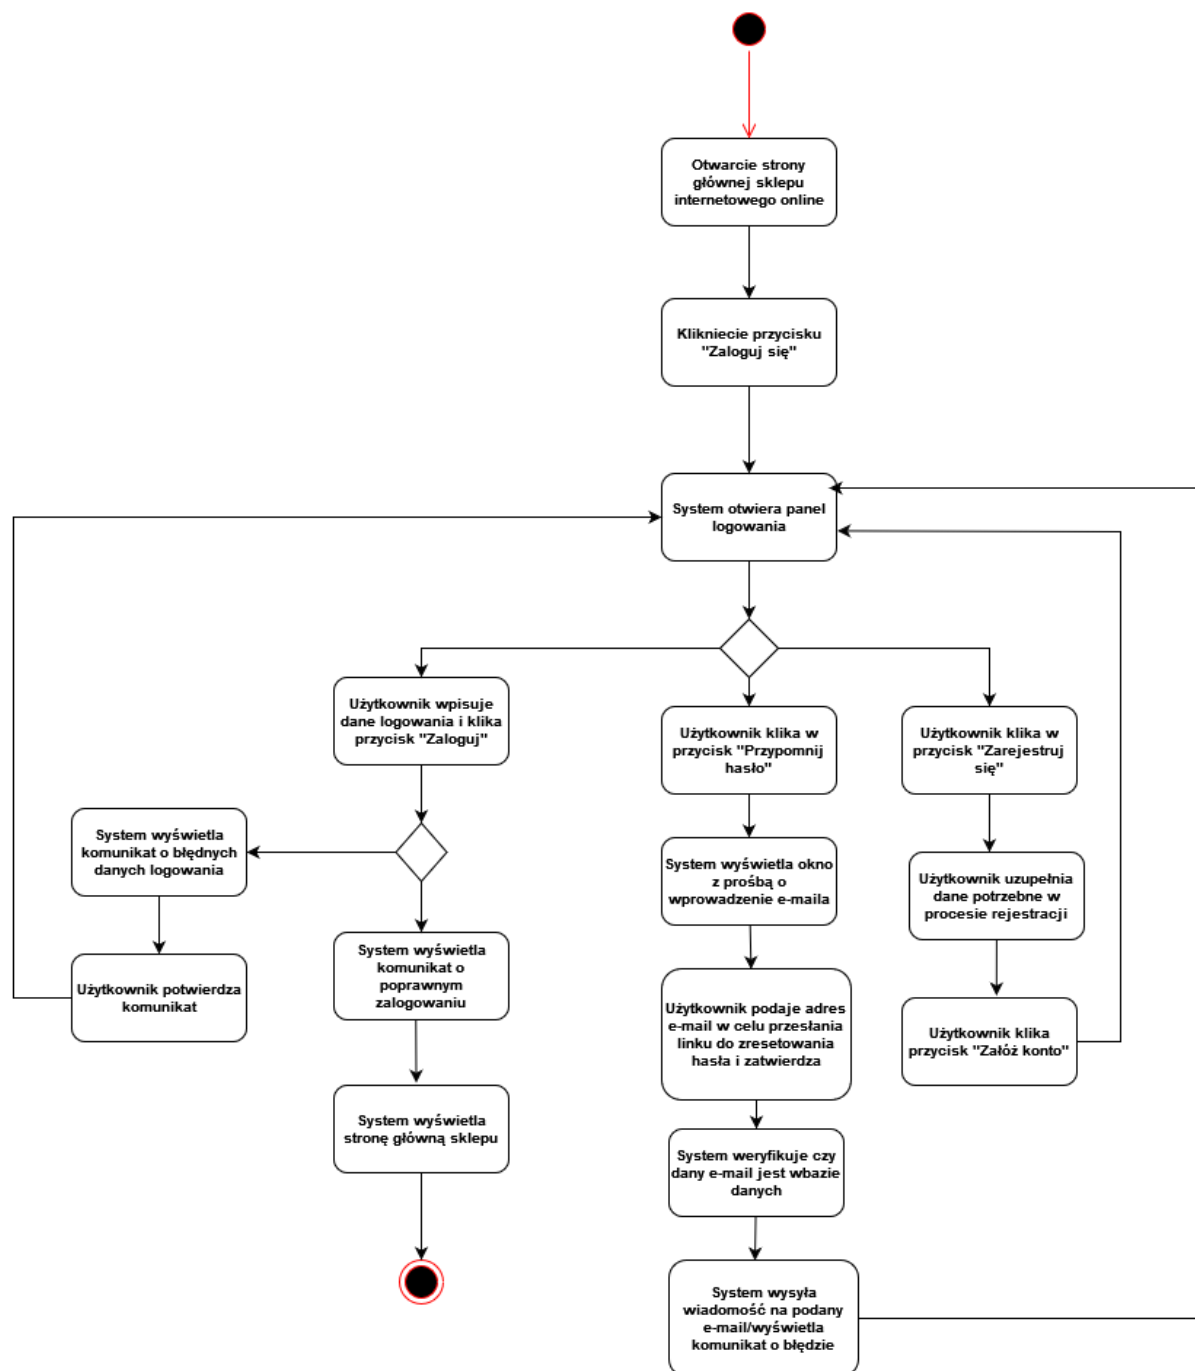 Otwarcie strony
głównej sklepu
internetowego online
Klikniecie przycisku
"Zaloguj się"
System otwiera panel
logowania
Użytkownik wpisuje
dane logowania i klika
przycisk "Zaloguj"
Użytkownik klika w
przycisk "Przypomnij
hasło"
Użytkownik klika w
przycisk "Zarejestruj
się"
System wyświetla
komunikat o błędnych
danych logowania
System wyświetla okno
z prośbą o
wprowadzenie e-maila
Użytkownik uzupełnia
dane potrzebne w
procesie rejestracji
System wyświetla
komunikat o
poprawnym
zalogowaniu
Użytkownik potwierdza
komunikat
Użytkownik podaje adres
e-mail w celu przesłania
linku do zresetowania
hasła i zatwierdza
Użytkownik klika
przycisk "Załóż konto"
System wyświetla
stronę główną sklepu
System weryfikuje czy
dany e-mail jest wbazie
danych
System wysyła
wiadomość na podany
e-mail/wyświetla
komunikat o błędzie